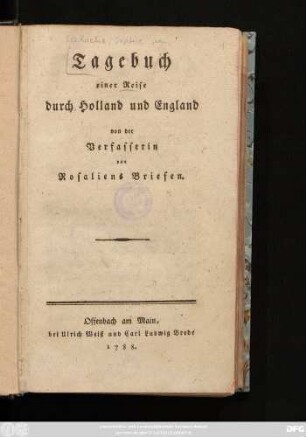 Tagebuch
einer Reise
durch Holland und England
von der
Verfasserin
von
Rosaliens Briefen.
Offenbach am Main,
bei Ulrich Weiß und Carl Ludwig Brede
1788.